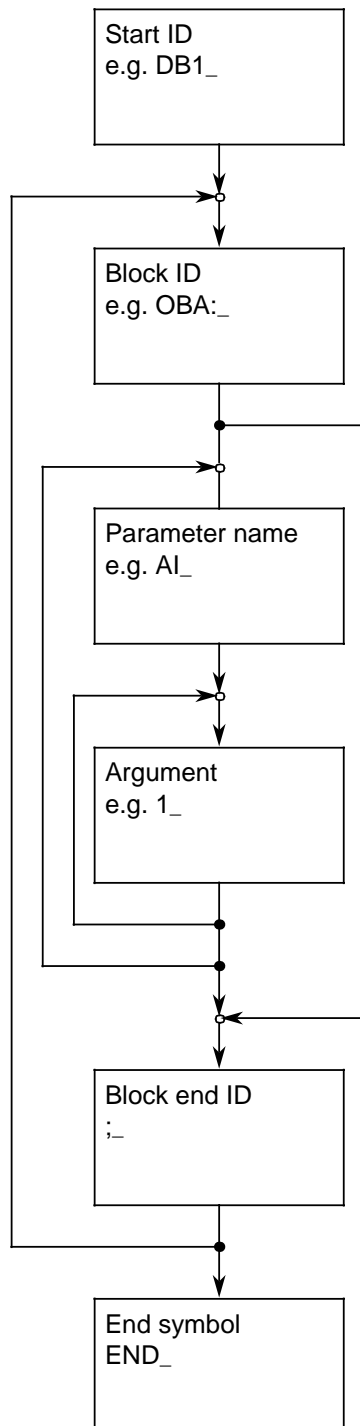 Start ID
e.g. DB1_
Block ID
e.g. OBA:_
Parameter name
e.g. AI_
Argument
e.g. 1_
Block end ID
;_
End symbol
END_